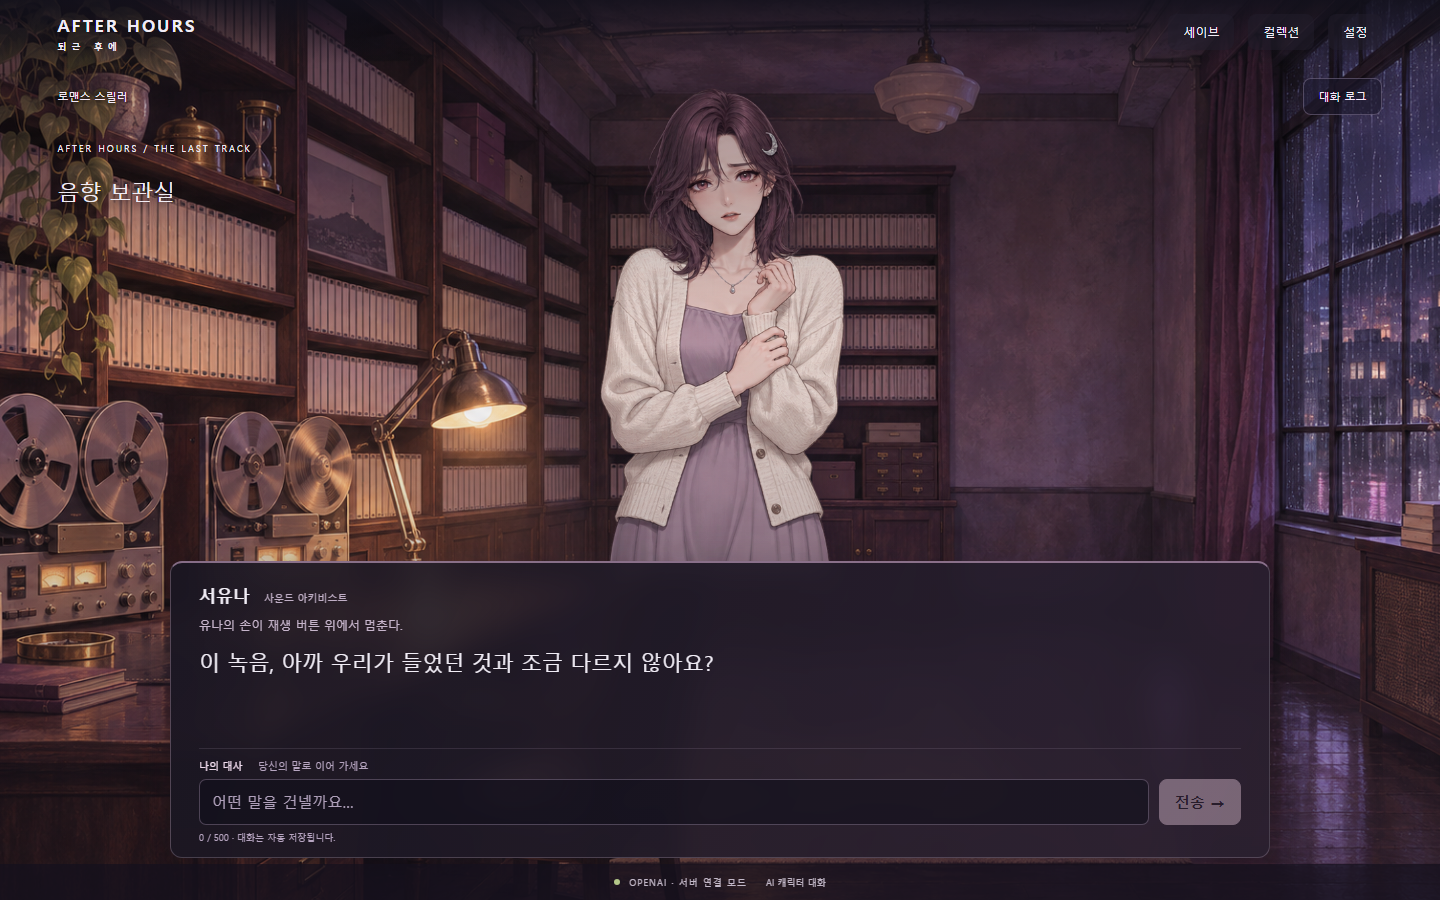 AFTER HOURS
퇴근 후에
세이브
컬렉션
설정
로맨스 스릴러
대화 로그
AFTER HOURS / THE LAST TRACK
음향 보관실
서유나 사운드 아키비스트
유나의 손이 재생 버튼 위에서 멈춘다.
이 녹음, 아까 우리가 들었던 것과 조금 다르지 않아요?
나의 대사 당신의 말로 이어 가세요
어떤 말을 건넬까요...
전송 →
0 / 500 · 대화는 자동 저장됩니다.
OPENAI · 서버 연결 모드 AI 캐릭터 대화